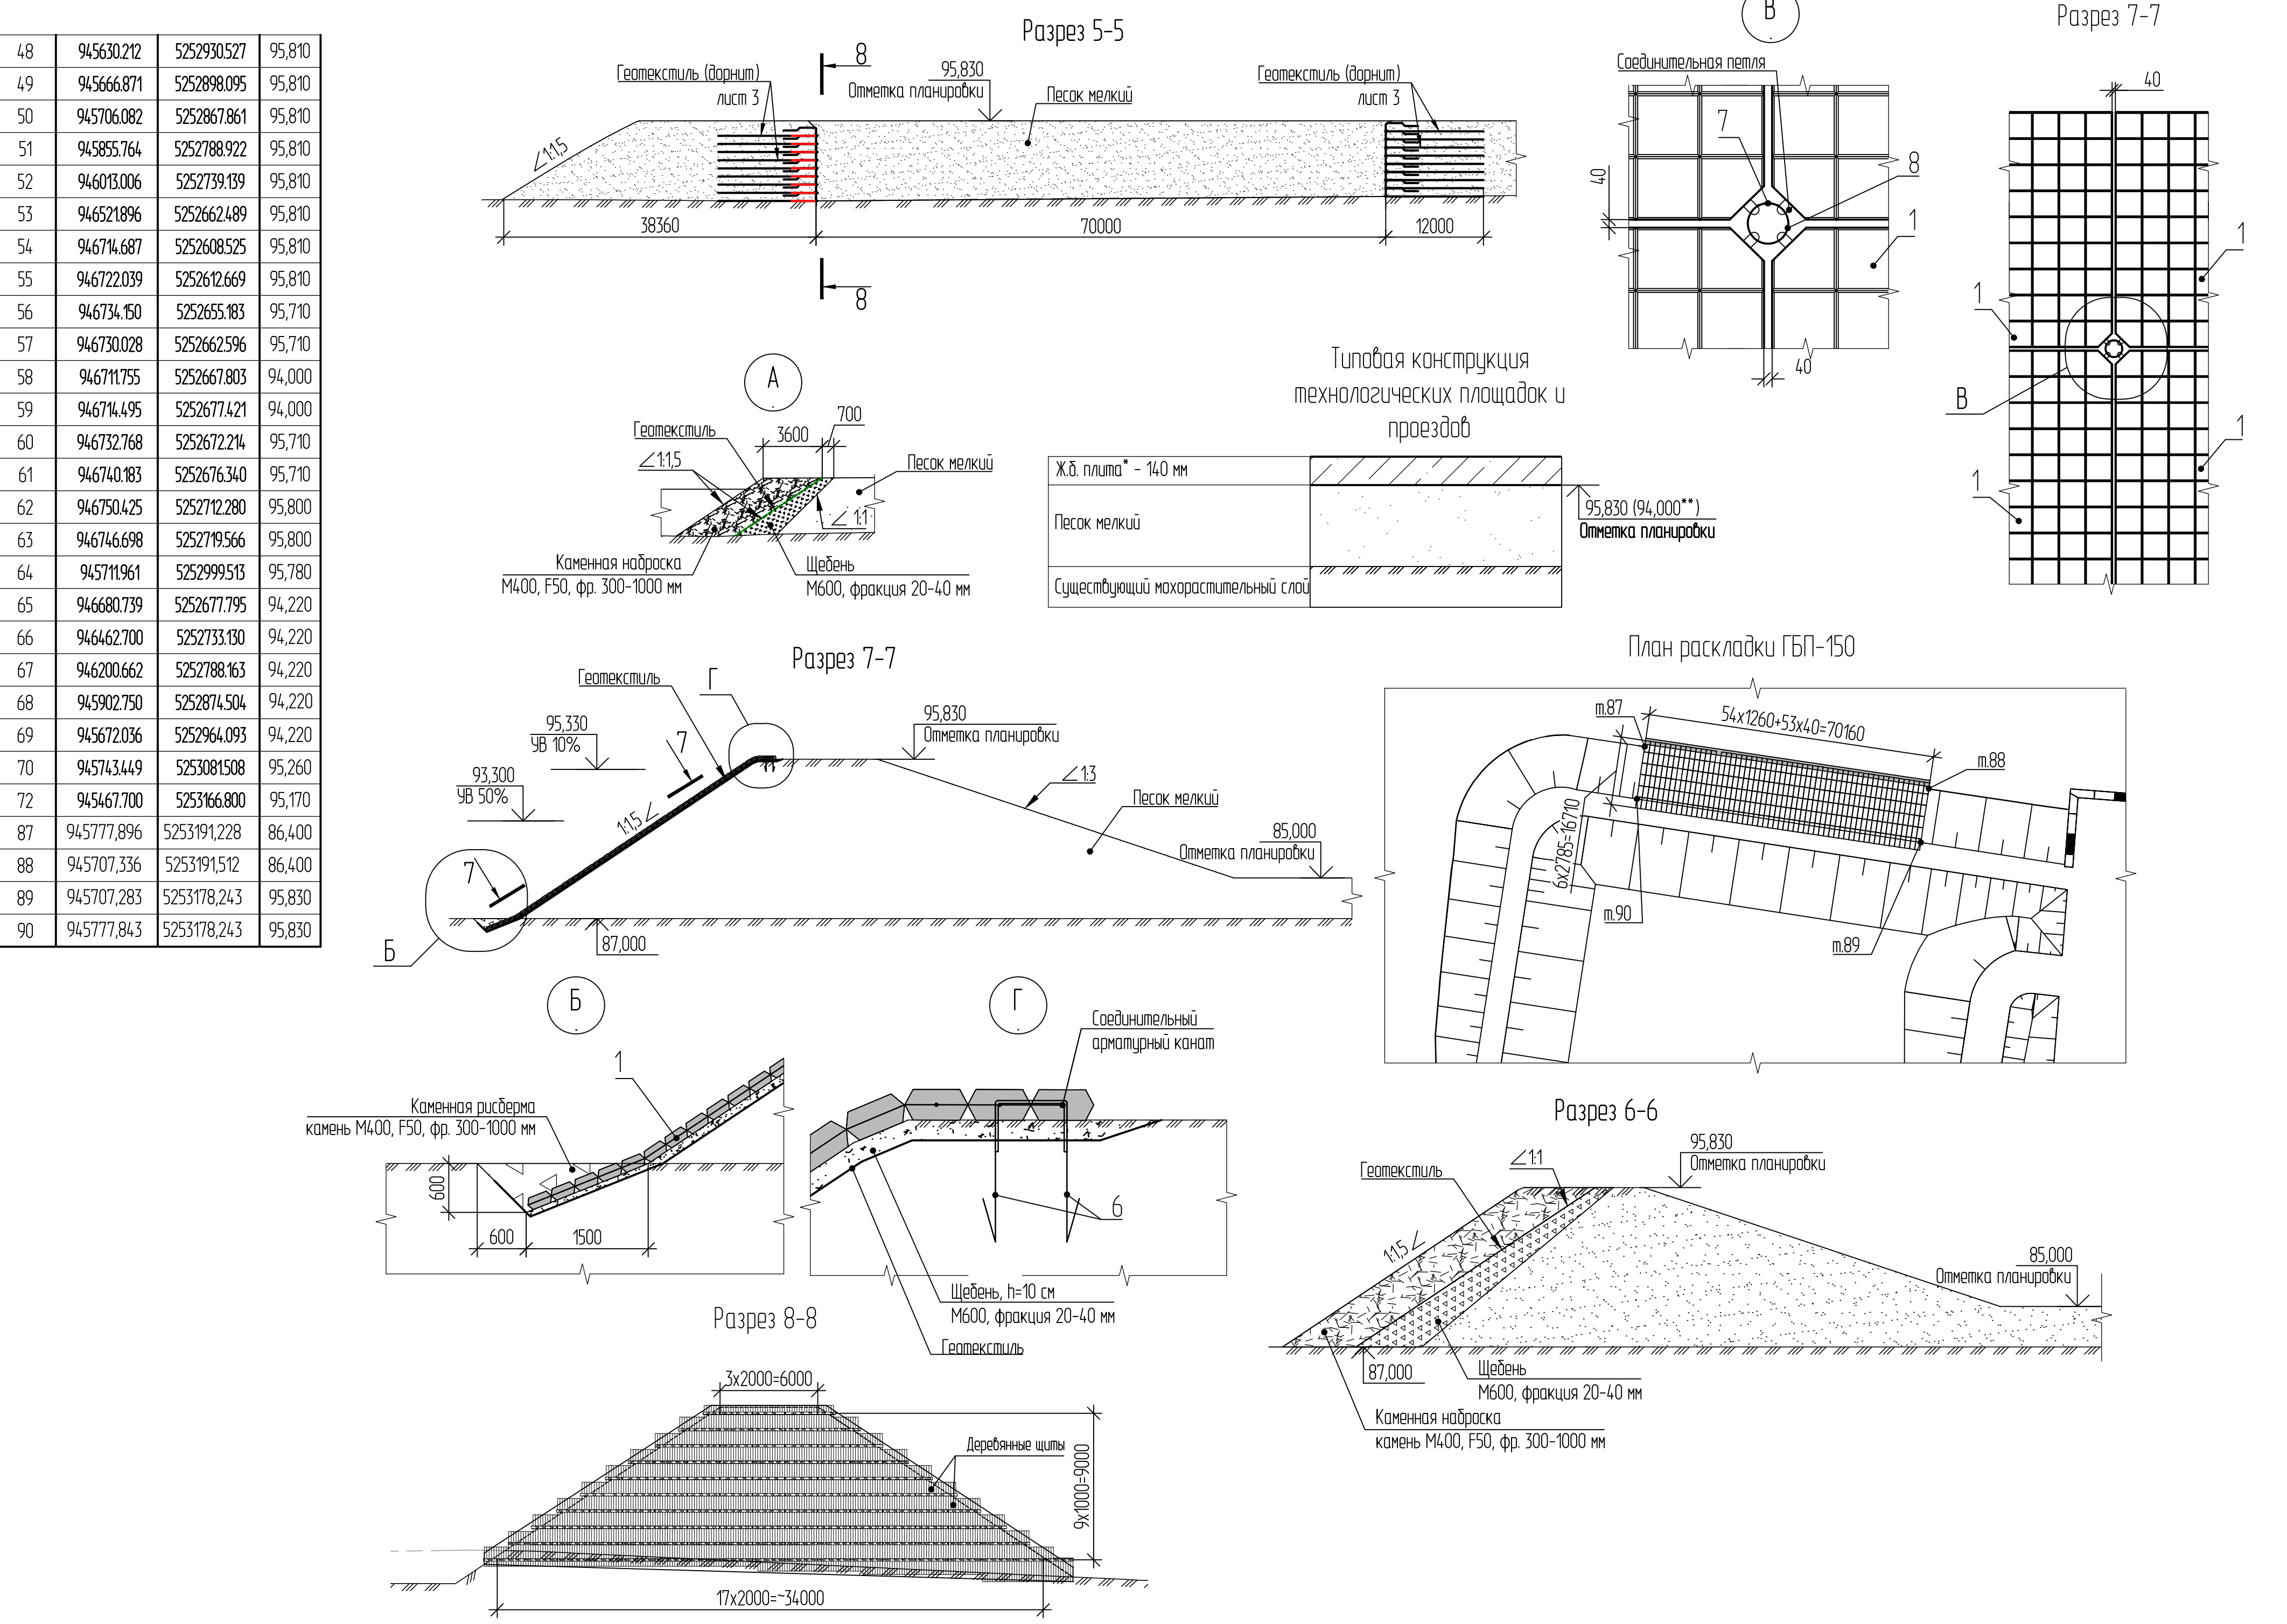 48 945630.212 5252930.527 95,810
49 945666.871 5252898.095 95,810
50 945706.082 5252867.861 95,810
51 945855.764 5252788.922 95,810
52 946013.006 5252739.139 95,810
53 946521.896 5252662.489 95,810
54 946714.687 5252608.525 95,810
55 946722.039 5252612.669 95,810
56 946734.150 5252655.183 95,710
57 946730.028 5252662.596 95,710
58 946711.755 5252667.803 94,000
59 946714.495 5252677.421 94,000
60 946732.768 5252672.214 95,710
61 946740.183 5252676.340 95,710
62 946750.425 5252712.280 95,800
63 946746.698 5252719.566 95,800
64 945711.961 5252999.513 95,780
65 946680.739 5252677.795 94,220
66 946462.700 5252733.130 94,220
67 946200.662 5252788.163 94,220
68 945902.750 5252874.504 94,220
69 945672.036 5252964.093 94,220
70 945743.449 5253081.508 95,260
72 945467.700 5253166.800 95,170
87 945777,896 5253191,228 86,400
88 945707,336 5253191,512 86,400
89 945707,283 5253178,243 95,830
90 945777,843 5253178,243 95,830
Разрез 5-5
8
Геотекстиль (дорнит)
лист 3
95,830
Отметка планировки
Песок мелкий
Геотекстиль (дорнит)
лист 3
∠1:1,5
38360
70000
12000
8
В
Соединительная петля
7
8
40
1
40
Разрез 7-7
40
1
1
В
1
1
А
700
3600
Геотекстиль
∠1:1,5
Песок мелкий
∠ 1:1
Каменная наброска
М400, F50, фр. 300-1000 мм
Щебень
М600, фракция 20-40 мм
Типовая конструкция
технологических площадок и
проездов
Ж.б. плита* - 140 мм
Песок мелкий
Существующий мохорастительный слой
95,830 (94,000**)
Отметка планировки
Разрез 7-7
Геотекстиль
Г
95,330
УВ 10%
7
93,300
УВ 50%
1:1,5 ∠
95,830
Отметка планировки
∠1:3
Песок мелкий
85,000
Отметка планировки
7
Б
87,000
План раскладки ГБП-150
т.87
54х1260+53х40=70160
т.88
6х2785=16710
т.90
т.89
Б
1
Каменная рисберма
камень М400, F50, фр. 300-1000 мм
600
600
1500
Г
Соединительный
арматурный канат
6
Щебень, h=10 см
М600, фракция 20-40 мм
Геотекстиль
Разрез 6-6
95,830
Отметка планировки
Геотекстиль
∠1:1
1:1,5 ∠
85,000
Отметка планировки
87,000
Щебень
М600, фракция 20-40 мм
Каменная наброска
камень М400, F50, фр. 300-1000 мм
Разрез 8-8
3х2000=6000
Деревянные щиты
9х1000=9000
17х2000=~34000